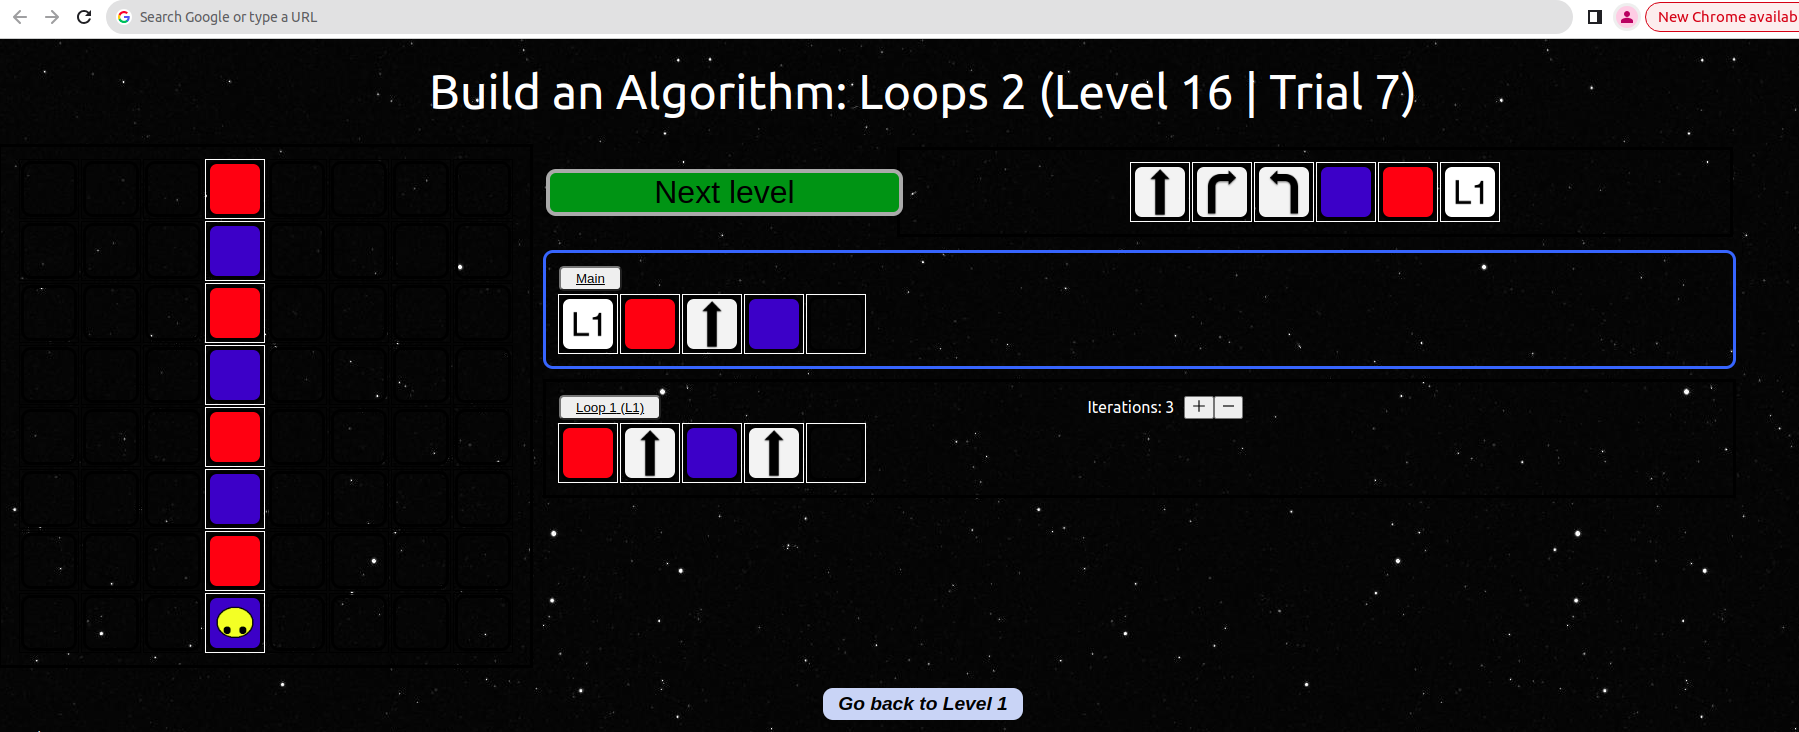 Search Google or type a URL
New Chrome availab
Build an Algorithm: Loops 2 (Level 16 | Trial 7)
Next level
L1
Main
L1
Loop 1 (L1)
Iterations: 3 + −
Go back to Level 1